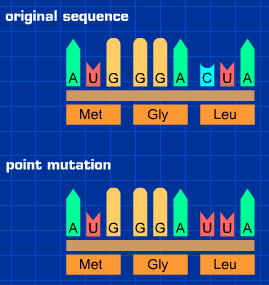 original sequence
A U G G G A C U A
Met Gly Leu
point mutation
A U G G G A U U A
Met Gly Leu